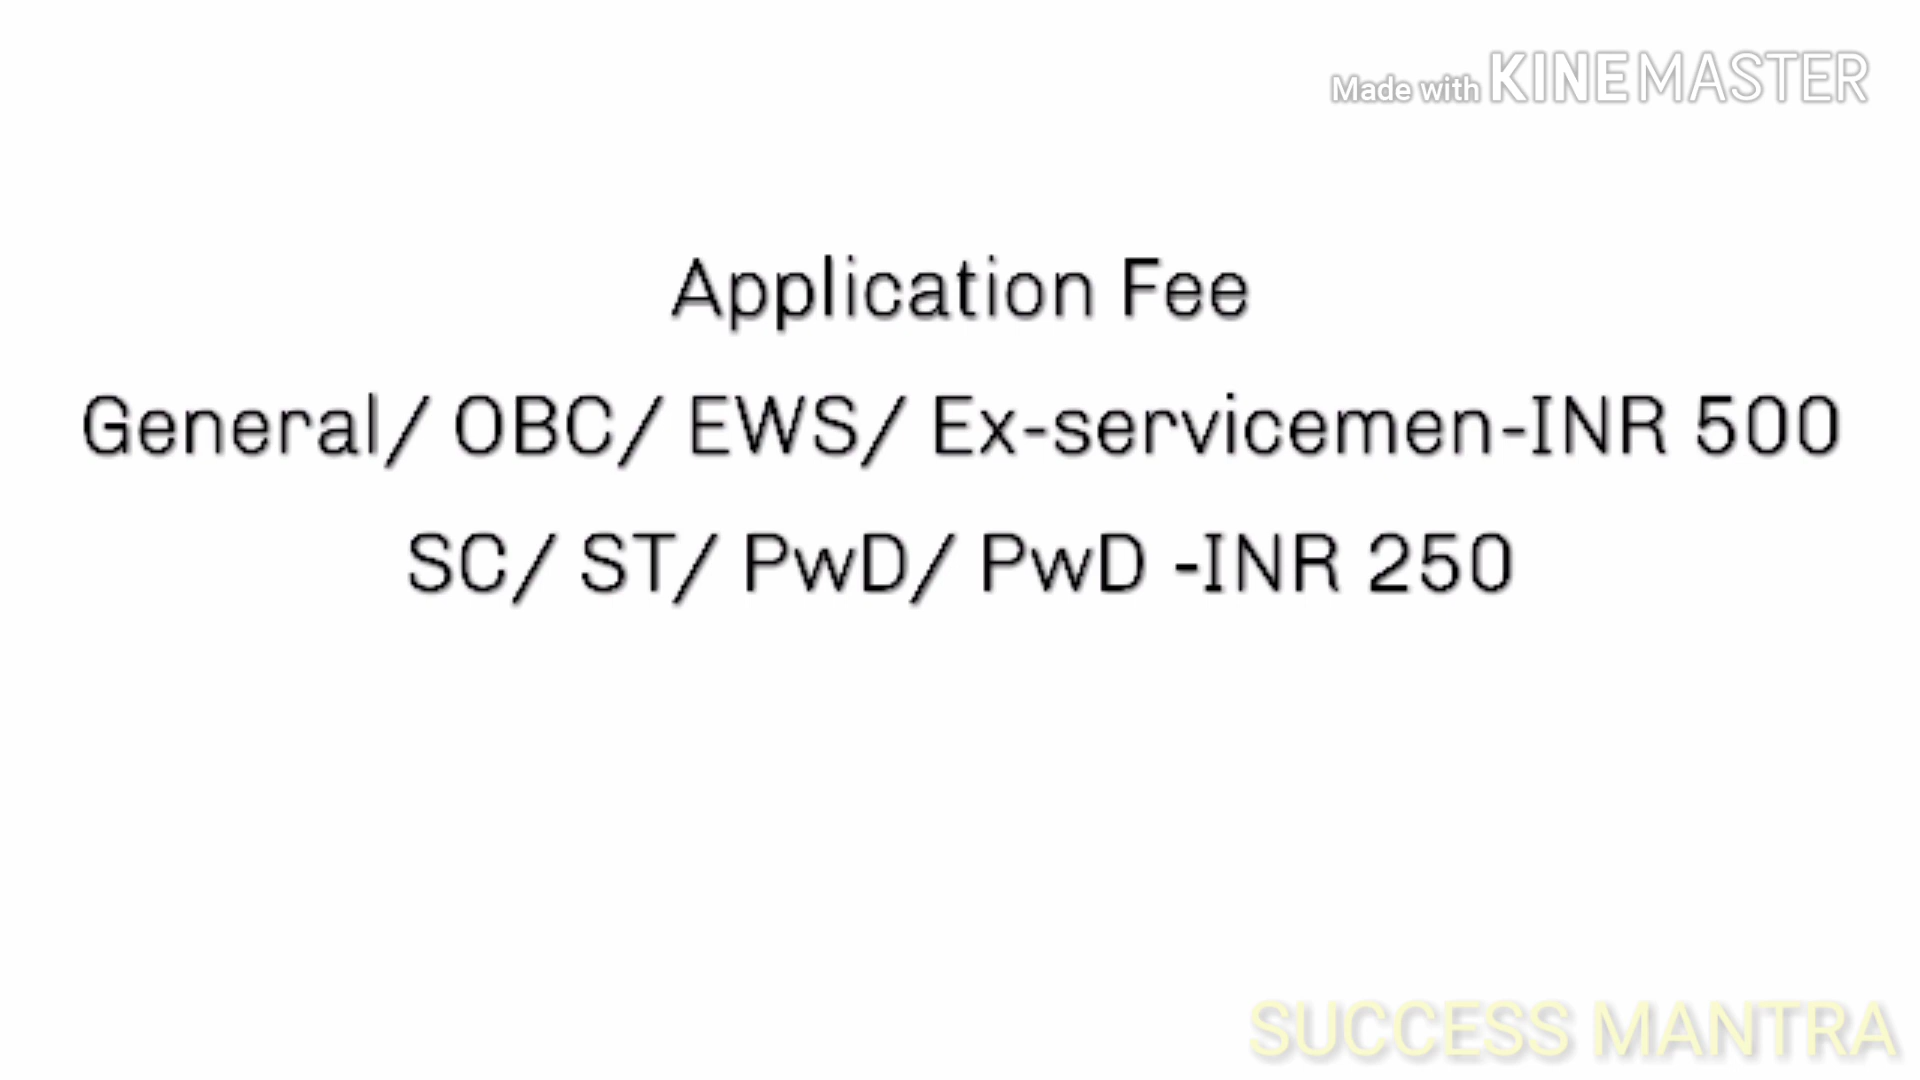 Made with KINEMASTER
Application Fee
General/ OBC/ EWS/ Ex-servicemen-INR 500
SC/ ST/ PwD/ PwD -INR 250
SUCCESS MANTRA